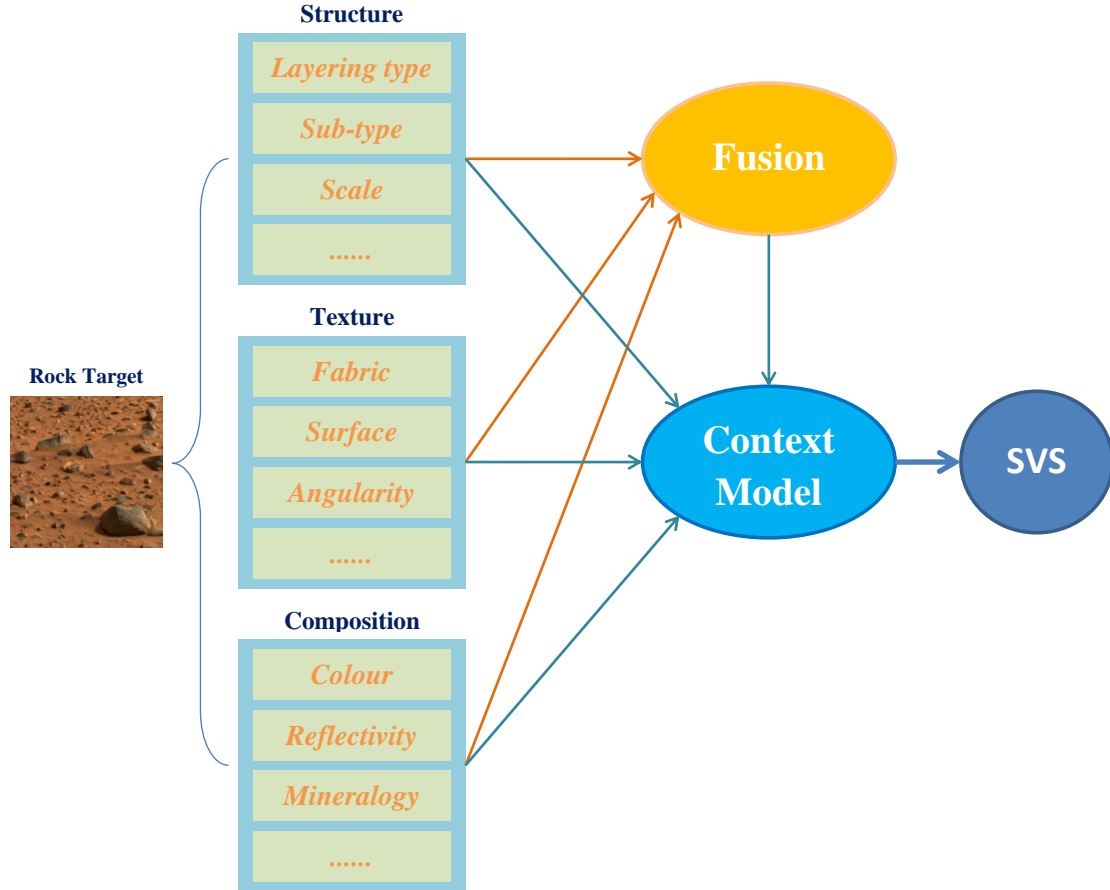 Structure
Layering type
Sub-type
Scale
......
Texture
Fabric
Surface
Angularity
......
Composition
Colour
Reflectivity
Mineralogy
......
Rock Target
Fusion
Context
Model
SVS